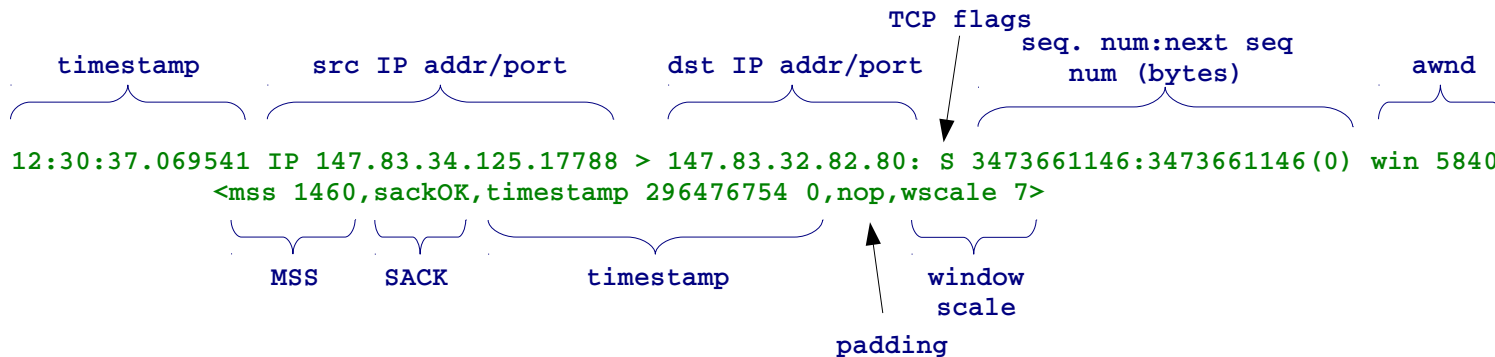 TCP flags
timestamp
src IP addr/port
dst IP addr/port
seq. num:next seq
num (bytes)
awnd
12:30:37.069541 IP 147.83.34.125.17788 > 147.83.32.82.80: S 3473661146:3473661146(0) win 5840
<mss 1460,sackOK,timestamp 296476754 0,nop,wscale 7>
MSS
SACK
timestamp
window
scale
padding